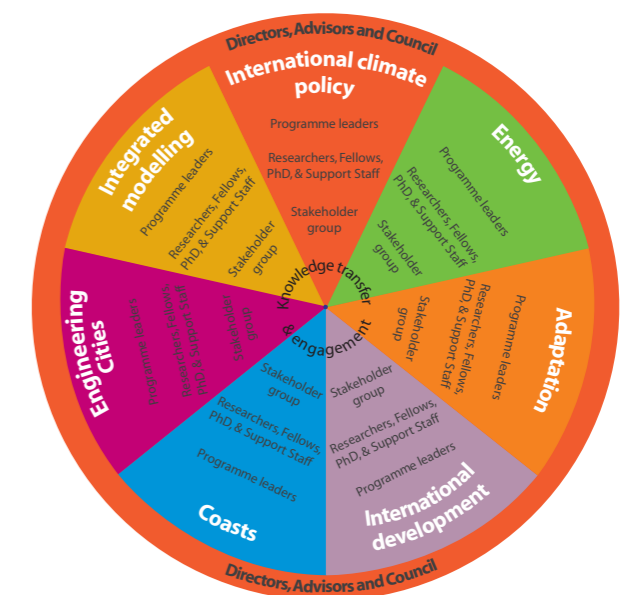 Directors, Advisors and Council
International climate
policy
Programme leaders
Researchers, Fellows,
PhD, & Support Staff
Stakeholder
group
Energy
Programme leaders
Researchers, Fellows,
PhD, & Support Staff
Stakeholder
group
Adaptation
Programme leaders
Researchers, Fellows,
PhD, & Support Staff
Stakeholder
group
International
development
Programme leaders
Researchers, Fellows,
PhD, & Support Staff
Stakeholder
group
Coasts
Programme leaders
Researchers, Fellows,
PhD, & Support Staff
Stakeholder
group
Engineering
Cities
Programme leaders
Researchers, Fellows,
PhD, & Support Staff
Stakeholder
group
Integrated
modelling
Programme leaders
Researchers, Fellows,
PhD, & Support Staff
Stakeholder
group
Knowledge transfer
& engagement
Directors, Advisors and Council